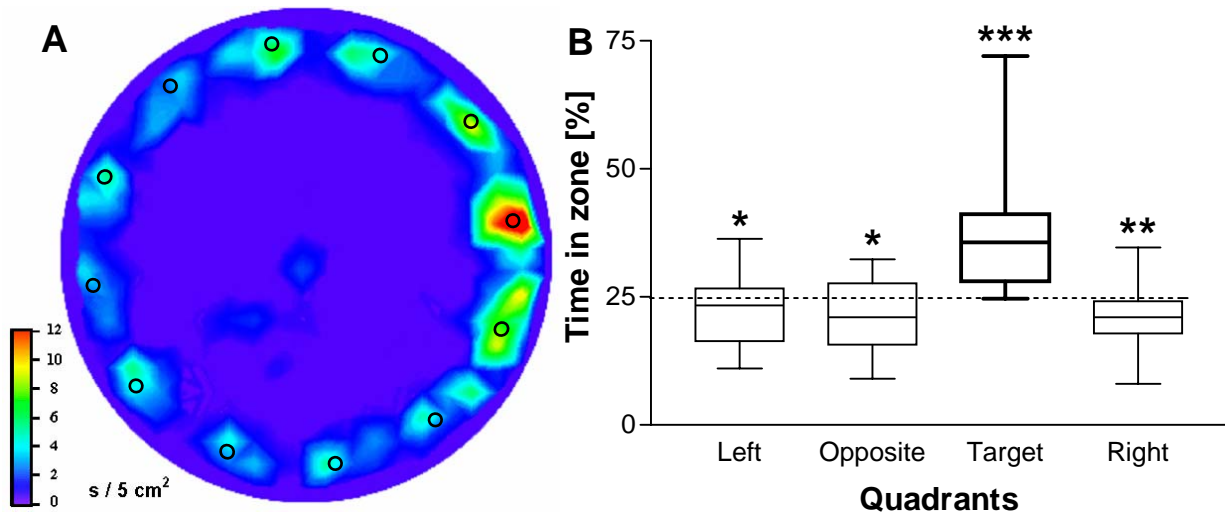 A
12
10
8
6
4
2
0
s / 5 cm²
B
Time in zone [%]
75
50
25
0
*
*
***
**
Left Opposite Target Right
Quadrants